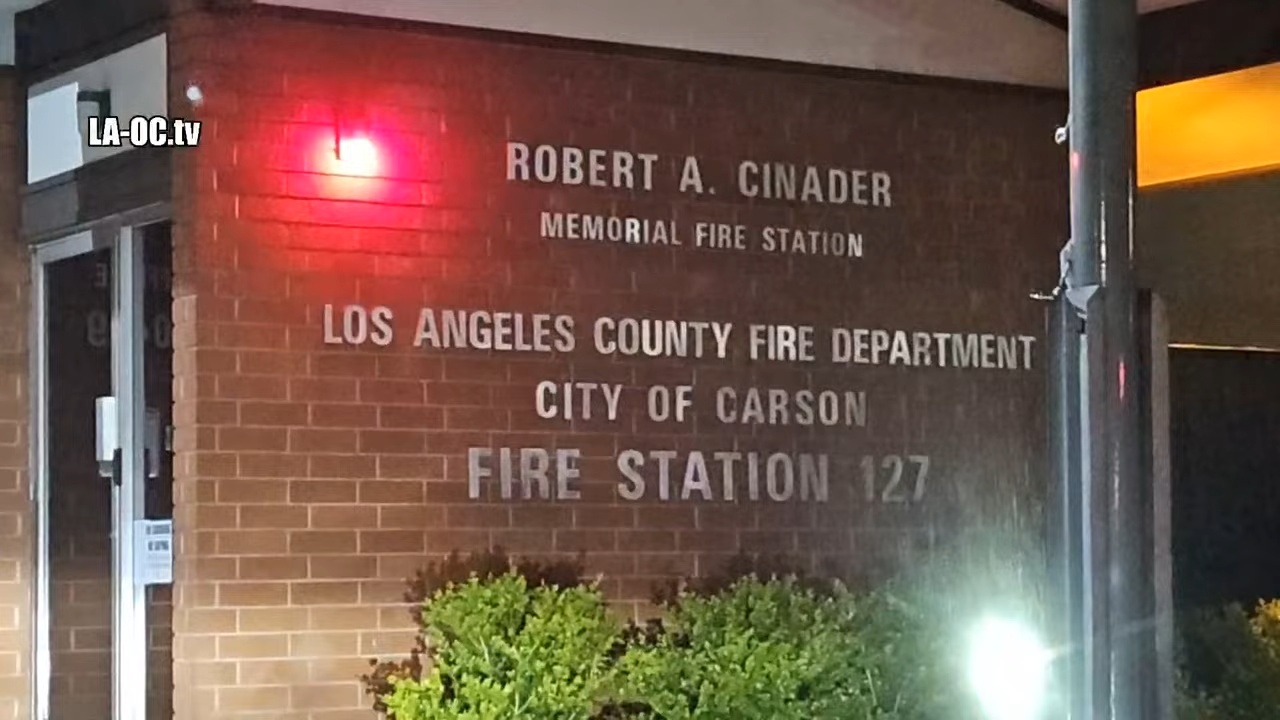 LA-OC.tv
ROBERT A. CINADER
MEMORIAL FIRE STATION
LOS ANGELES COUNTY FIRE DEPARTMENT
CITY OF CARSON
FIRE STATION 127